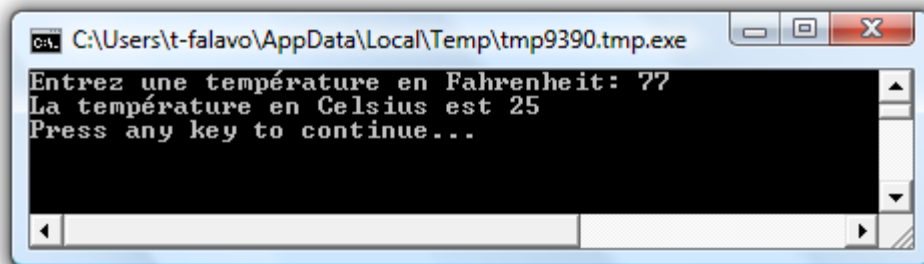 C:\Users\t-falavo\AppData\Local\Temp\tmp9390.tmp.exe
Entrez une température en Fahrenheit: 77
La température en Celsius est 25
Press any key to continue...